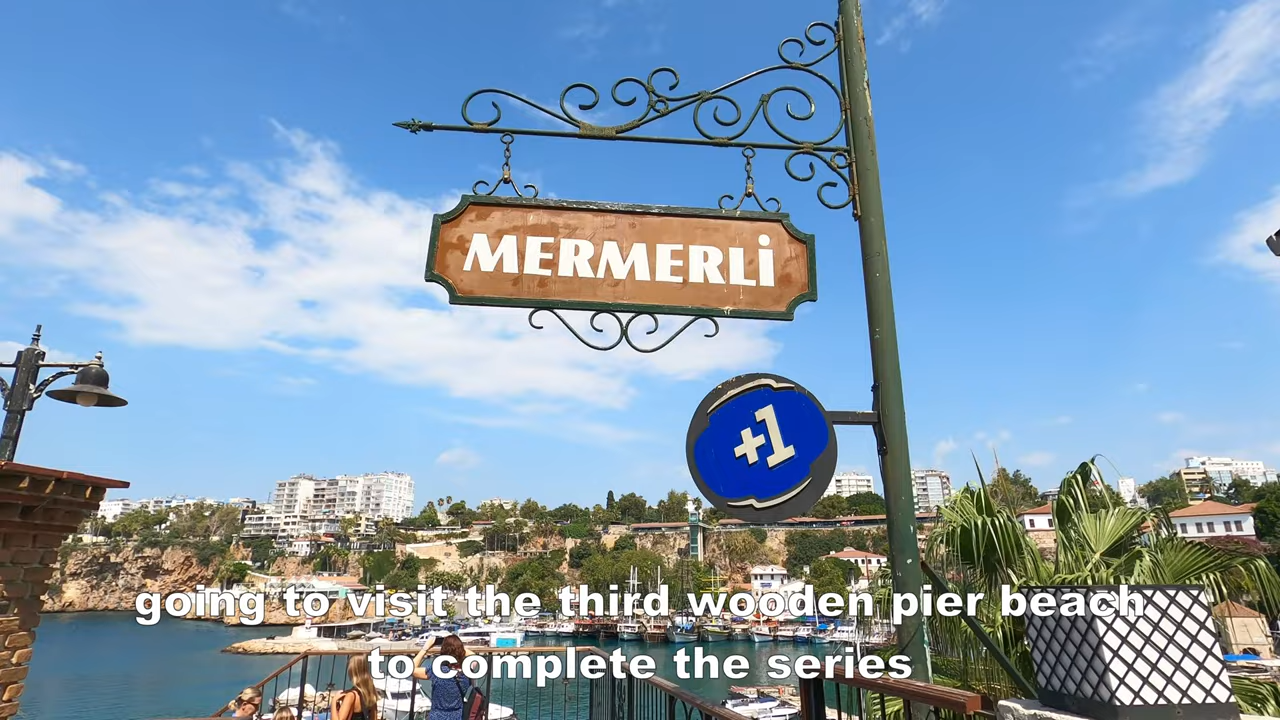 MERMERLİ
+1
going to visit the third wooden pier beach
to complete the series